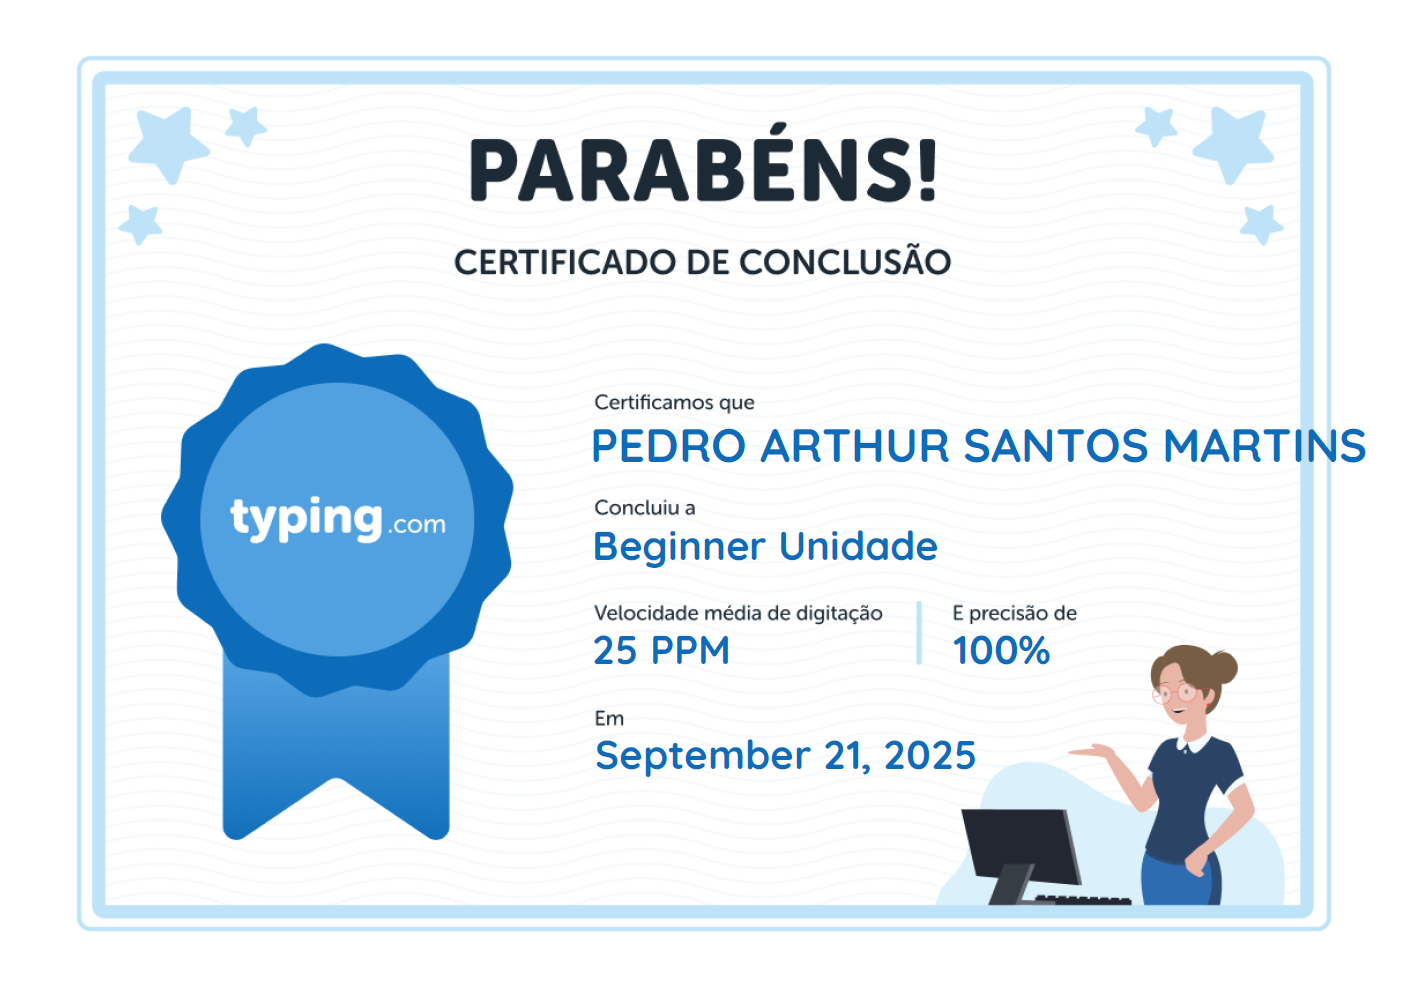 PARABÉNS!
CERTIFICADO DE CONCLUSÃO
typing.com
Certificamos que
PEDRO ARTHUR SANTOS MARTINS
Concluiu a
Beginner Unidade
Velocidade média de digitação
25 PPM
E precisão de
100%
Em
September 21, 2025